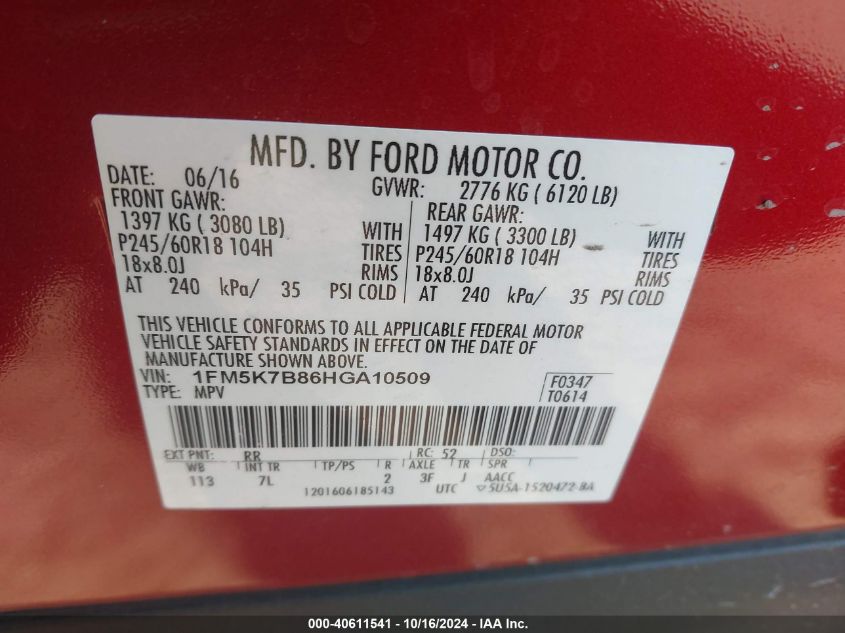 MFD. BY FORD MOTOR CO.
DATE: 06/16
GVWR: 2776 KG ( 6120 LB)
FRONT GAWR:
1397 KG ( 3080 LB) WITH
P245/60R18 104H TIRES
18x8.0J RIMS
AT 240 kPa/ 35 PSI COLD
REAR GAWR:
1497 KG ( 3300 LB) WITH
P245/60R18 104H TIRES
18x8.0J RIMS
AT 240 kPa/ 35 PSI COLD
THIS VEHICLE CONFORMS TO ALL APPLICABLE FEDERAL MOTOR
VEHICLE SAFETY STANDARDS IN EFFECT ON THE DATE OF
MANUFACTURE SHOWN ABOVE.
VIN: 1FM5K7B86HGA10509
TYPE: MPV
F0347
T0614
EXT PNT: RR RC: 52 DSO:
WB INT TR TP/PS R AXLE TR SPR
113 7L 2 3F J AACC
1201606185143 UTC ▽5U5A-1520472-BA
000-40611541 - 10/16/2024 - IAA Inc.